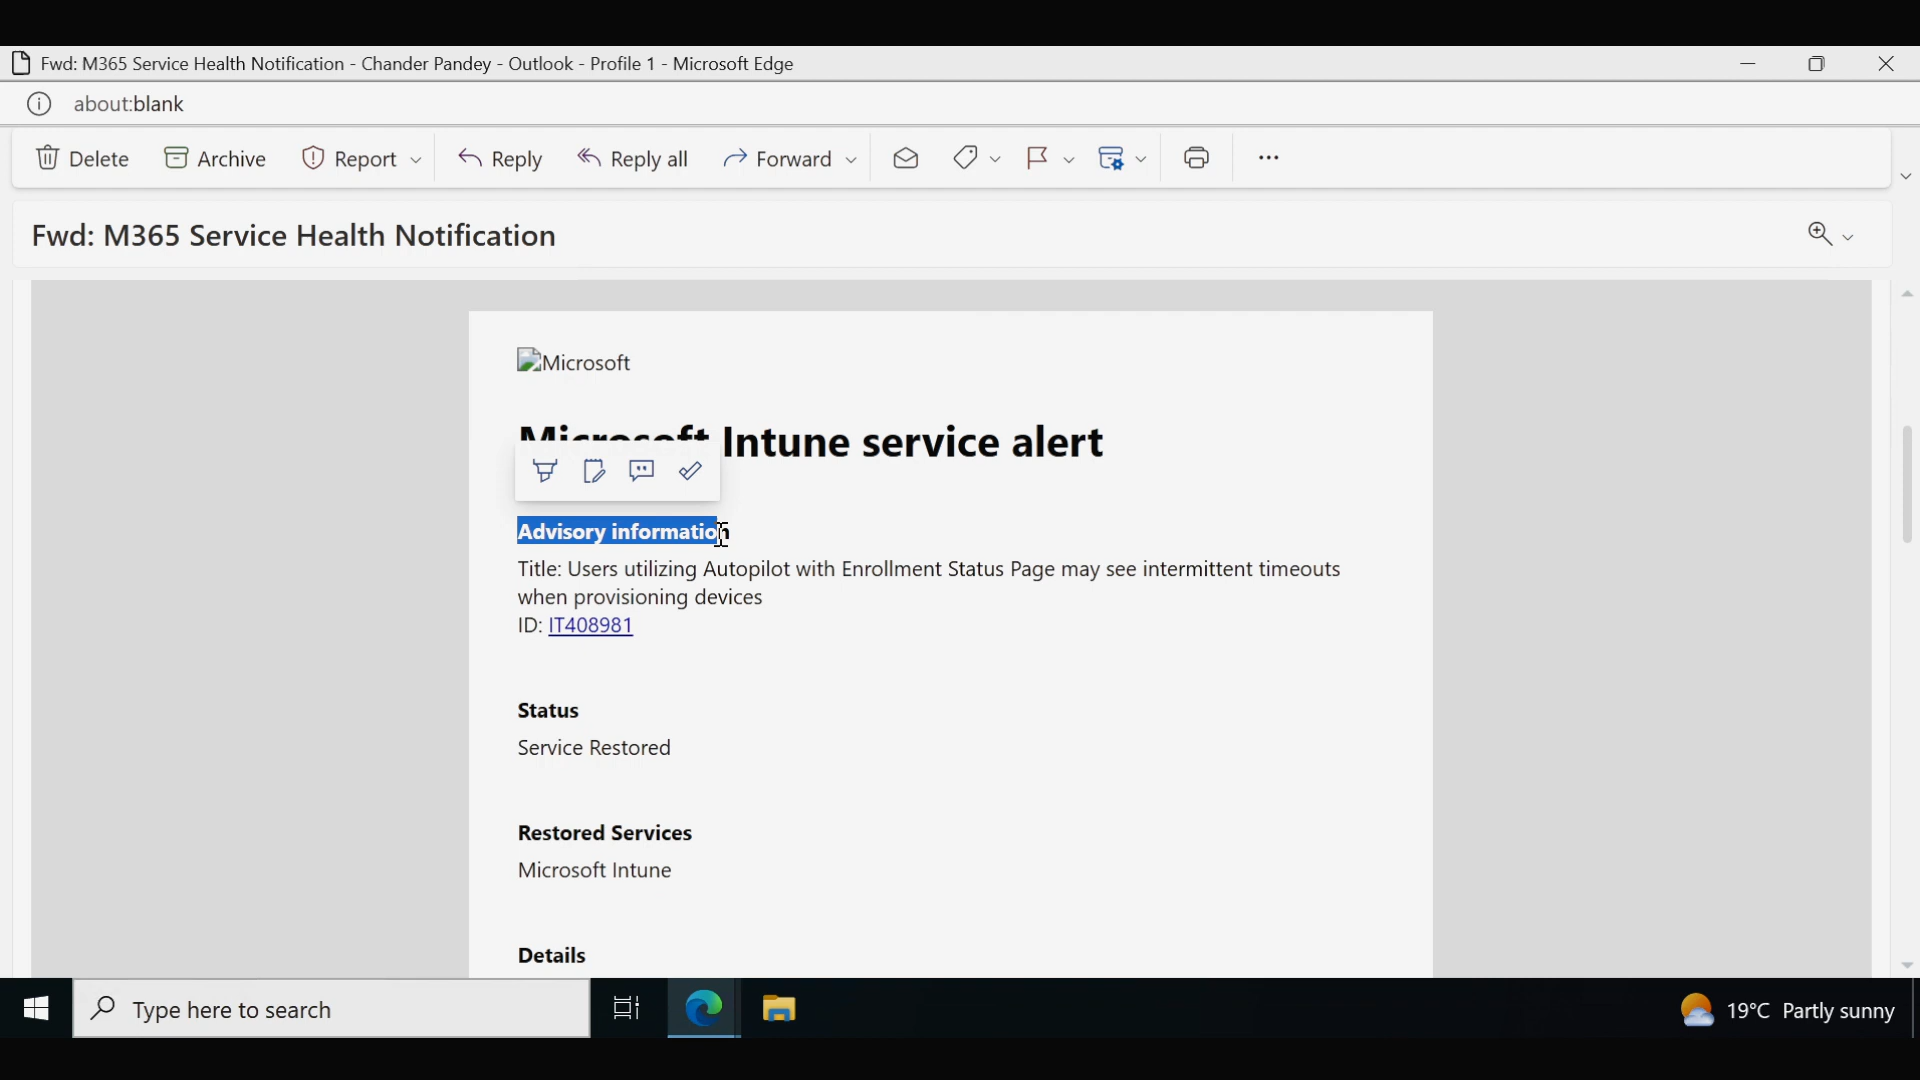 Fwd: M365 Service Health Notification - Chander Pandey - Outlook - Profile 1 - Microsoft Edge
about:blank
Delete Archive Report Reply Reply all Forward
Fwd: M365 Service Health Notification
Microsoft
Microsoft Intune service alert
Advisory information
Title: Users utilizing Autopilot with Enrollment Status Page may see intermittent timeouts
when provisioning devices
ID: IT408981
Status
Service Restored
Restored Services
Microsoft Intune
Details
Type here to search 19°C Partly sunny